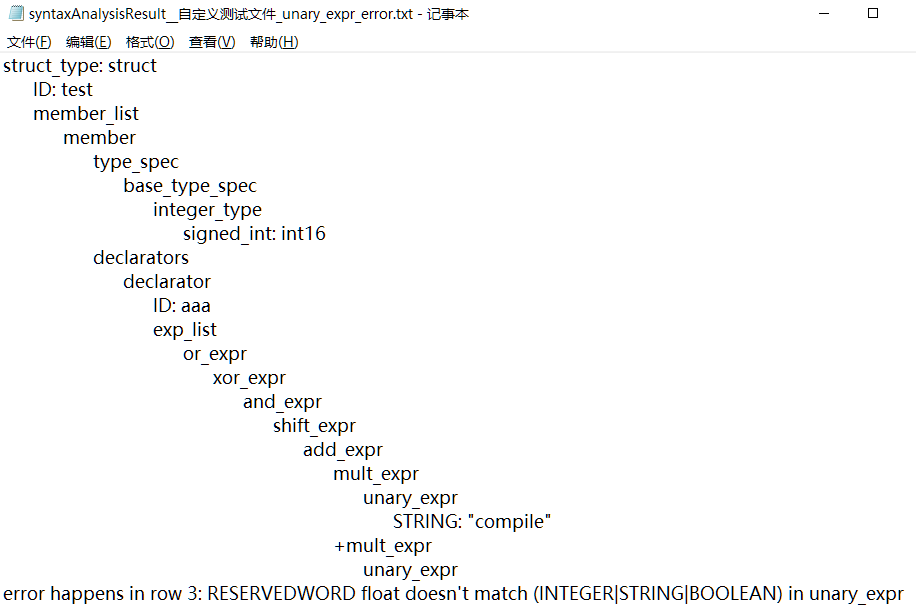 syntaxAnalysisResult__自定义测试文件_unary_expr_error.txt - 记事本
文件(F) 编辑(E) 格式(O) 查看(V) 帮助(H)
struct_type: struct
ID: test
member_list
member
type_spec
base_type_spec
integer_type
signed_int: int16
declarators
declarator
ID: aaa
exp_list
or_expr
xor_expr
and_expr
shift_expr
add_expr
mult_expr
unary_expr
STRING: "compile"
+mult_expr
unary_expr
error happens in row 3: RESERVEDWORD float doesn't match (INTEGER|STRING|BOOLEAN) in unary_expr